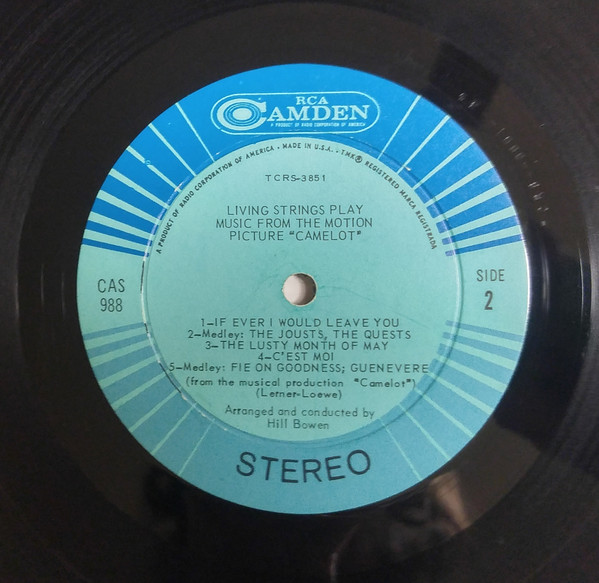 RCA
CAMDEN
A PRODUCT OF RADIO CORPORATION OF AMERICA
A PRODUCT OF RADIO CORPORATION OF AMERICA • MADE IN U.S.A. • TMK® REGISTERED MARCA REGISTRADA
TCRS-3851
LIVING STRINGS PLAY
MUSIC FROM THE MOTION
PICTURE "CAMELOT"
CAS
988
SIDE
2
1—IF EVER I WOULD LEAVE YOU
2—Medley: THE JOUSTS, THE QUESTS
3—THE LUSTY MONTH OF MAY
4—C'EST MOI
5—Medley: FIE ON GOODNESS; GUENEVERE
(from the musical production "Camelot")
(Lerner-Loewe)
Arranged and conducted by
Hill Bowen
STEREO